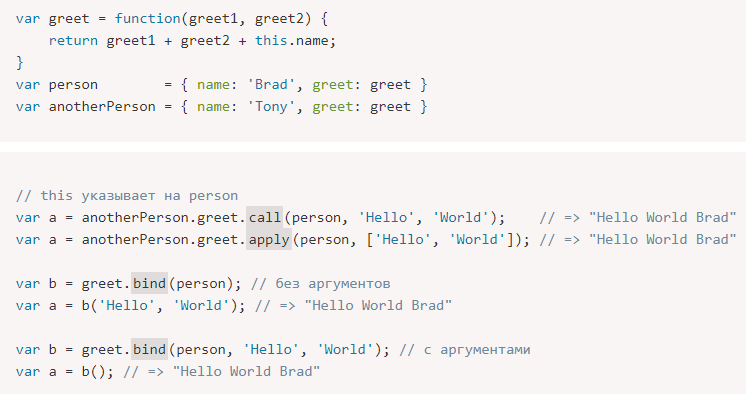 var greet = function(greet1, greet2) {
    return greet1 + greet2 + this.name;
}
var person        = { name: 'Brad', greet: greet }
var anotherPerson = { name: 'Tony', greet: greet }
// this указывает на person
var a = anotherPerson.greet.call(person, 'Hello', 'World');    // => "Hello World Brad"
var a = anotherPerson.greet.apply(person, ['Hello', 'World']); // => "Hello World Brad"
var b = greet.bind(person); // без аргументов
var a = b('Hello', 'World'); // => "Hello World Brad"
var b = greet.bind(person, 'Hello', 'World'); // с аргументами
var a = b(); // => "Hello World Brad"